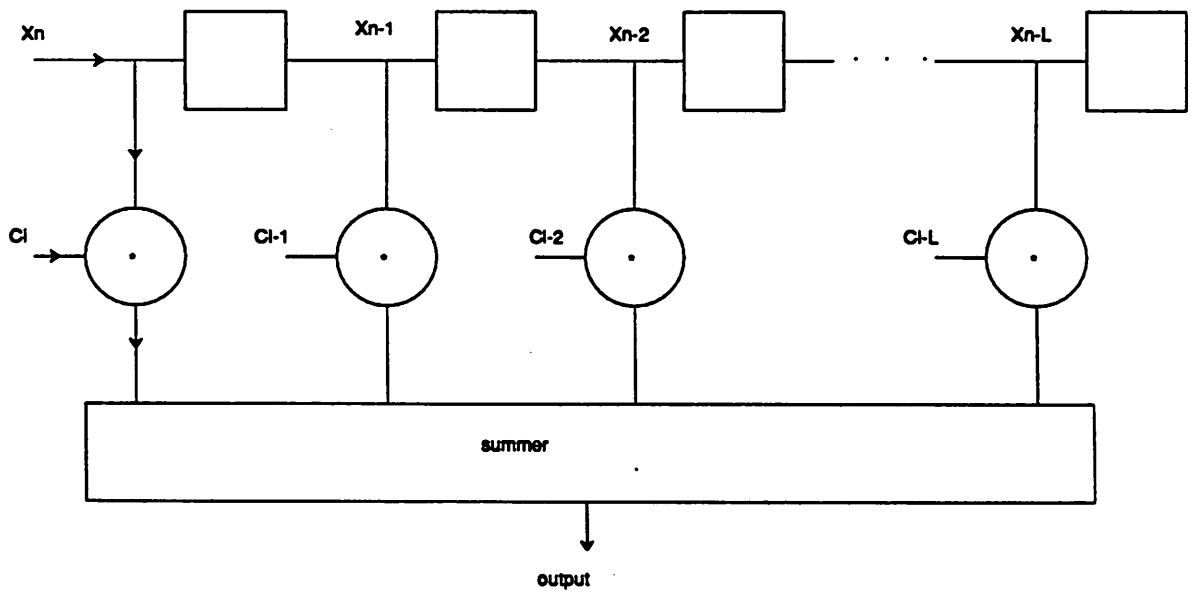 Xn
Xn-1
Xn-2
Xn-L
Cl
Cl-1
Cl-2
Cl-L
summer
output